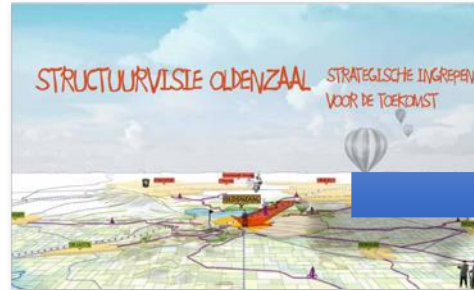 STRUCTUURVISIE OLDENZAAL
STRATEGISCHE INGREPEN
VOOR DE TOEKOMST
OLDENZAAL